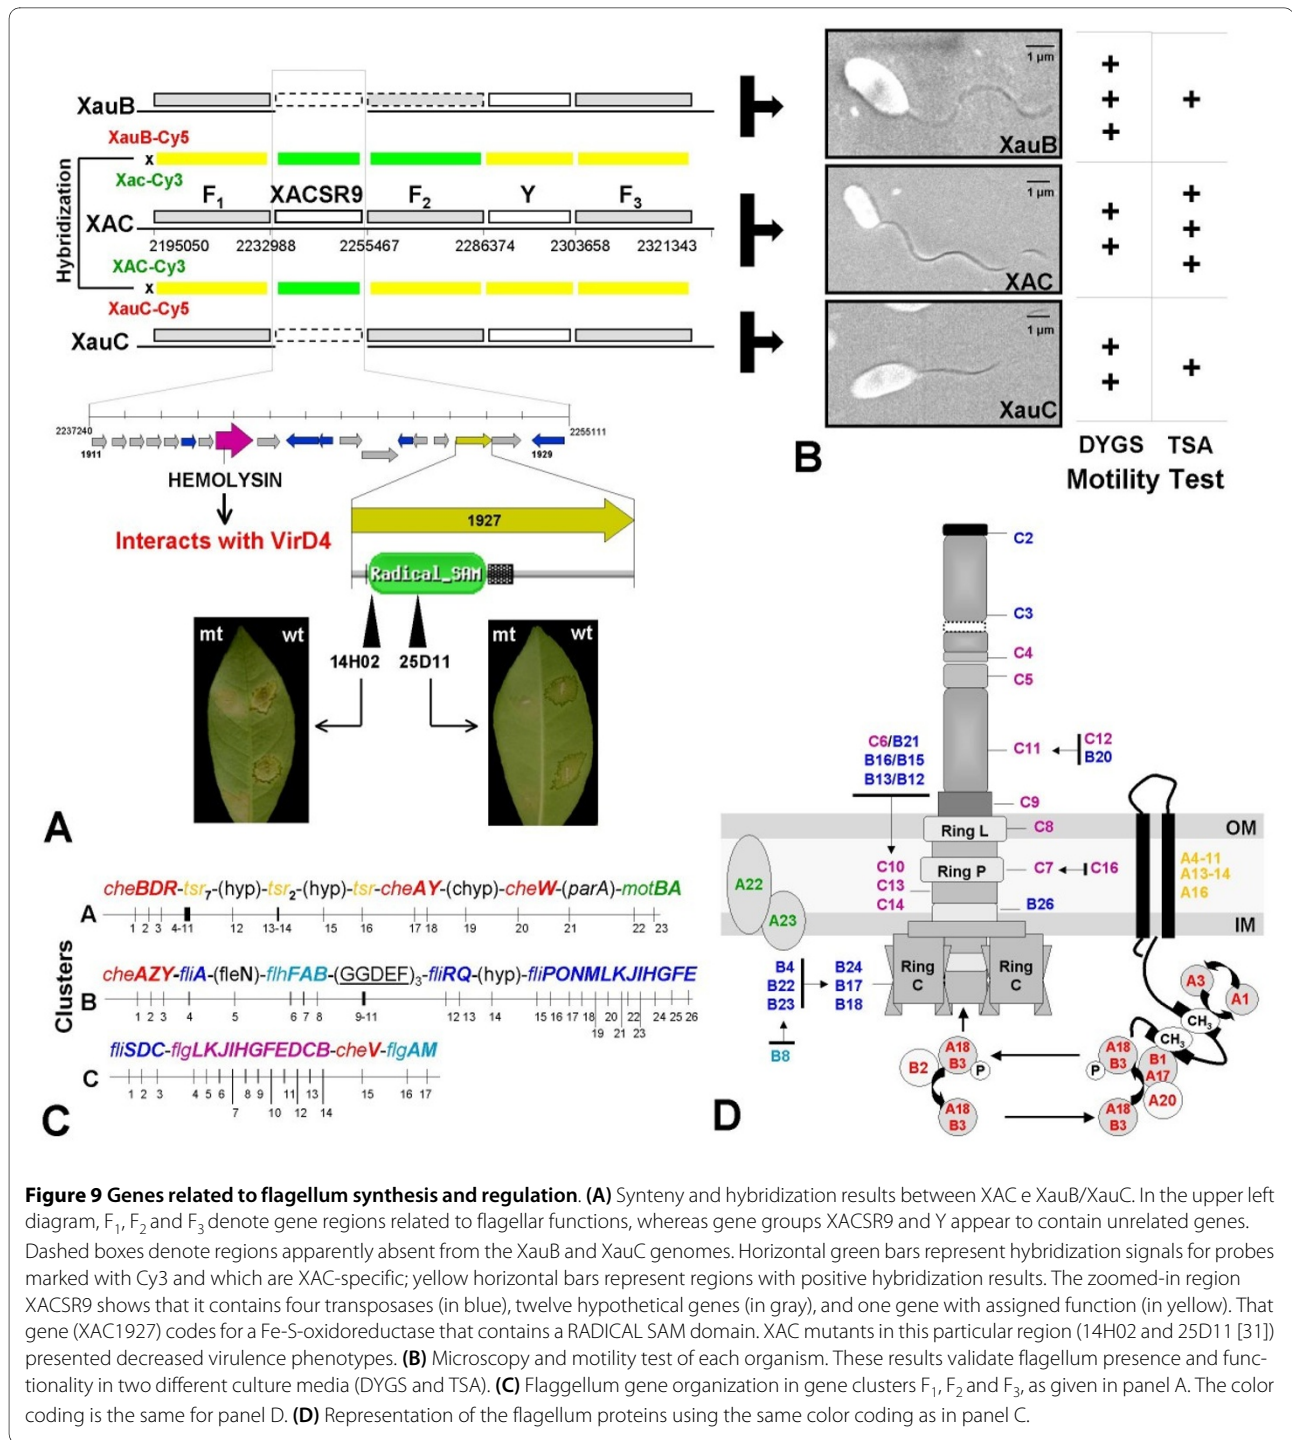 XauB
XauB-Cy5
x
Xac-Cy3
Hybridization
F1 XACSR9 F2 Y F3
XAC
2195050 2232988 2255467 2286374 2303658 2321343
XAC-Cy3
x
XauC-Cy5
XauC
2237240 2255111
1911 1929
HEMOLYSIN
Interacts with VirD4
1927
Radical_SAM
mt wt
14H02 25D11
mt wt
A
1 µm
XauB
+ + + +
1 µm
XAC
+ + + + +
1 µm
XauC
+ + +
B
DYGS TSA
Motility Test
Clusters
cheBDR-tsr7-(hyp)-tsr2-(hyp)-tsr-cheAY-(chyp)-cheW-(parA)-motBA
A
1 2 3 4-11 12 13-14 15 16 17 18 19 20 21 22 23
cheAZY-fliA-(fleN)-flhFAB-(GGDEF)3-fliRQ-(hyp)-fliPONMLKJIHGFE
B
1 2 3 4 5 6 7 8 9-11 12 13 14 15 16 17 18 19 20 21 22 23 24 25 26
fliSDC-flgLKJIHGFEDCB-cheV-flgAM
C
1 2 3 4 5 6 7 8 9 10 11 12 13 14 15 16 17
C
C2
C3
C4
C5
C6/B21
B16/B15
B13/B12
C11
C12
B20
C9
Ring L
C8
OM
C10
C13
C14
Ring P
C7
C16
A4-11
A13-14
A16
A22
A23
B26
IM
B4
B22
B23
B24
B17
B18
Ring C
Ring C
B8
A3
A1
CH3
CH3
B2
A18
B3
P
P
A18
B3
B1
A17
A20
A18
B3
A18
B3
D
Figure 9 Genes related to flagellum synthesis and regulation. (A) Synteny and hybridization results between XAC e XauB/XauC. In the upper left
diagram, F1, F2 and F3 denote gene regions related to flagellar functions, whereas gene groups XACSR9 and Y appear to contain unrelated genes.
Dashed boxes denote regions apparently absent from the XauB and XauC genomes. Horizontal green bars represent hybridization signals for probes
marked with Cy3 and which are XAC-specific; yellow horizontal bars represent regions with positive hybridization results. The zoomed-in region
XACSR9 shows that it contains four transposases (in blue), twelve hypothetical genes (in gray), and one gene with assigned function (in yellow). That
gene (XAC1927) codes for a Fe-S-oxidoreductase that contains a RADICAL SAM domain. XAC mutants in this particular region (14H02 and 25D11 [31])
presented decreased virulence phenotypes. (B) Microscopy and motility test of each organism. These results validate flagellum presence and func-
tionality in two different culture media (DYGS and TSA). (C) Flaggellum gene organization in gene clusters F1, F2 and F3, as given in panel A. The color
coding is the same for panel D. (D) Representation of the flagellum proteins using the same color coding as in panel C.